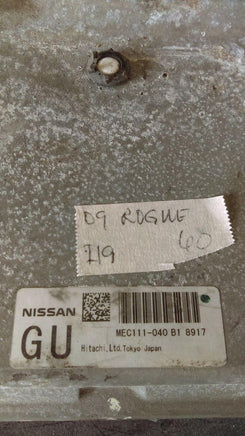 09 ROGUE
60
719
NISSAN
GU
MEC111-040 B1 8917
Hitachi,Ltd.Tokyo Japan